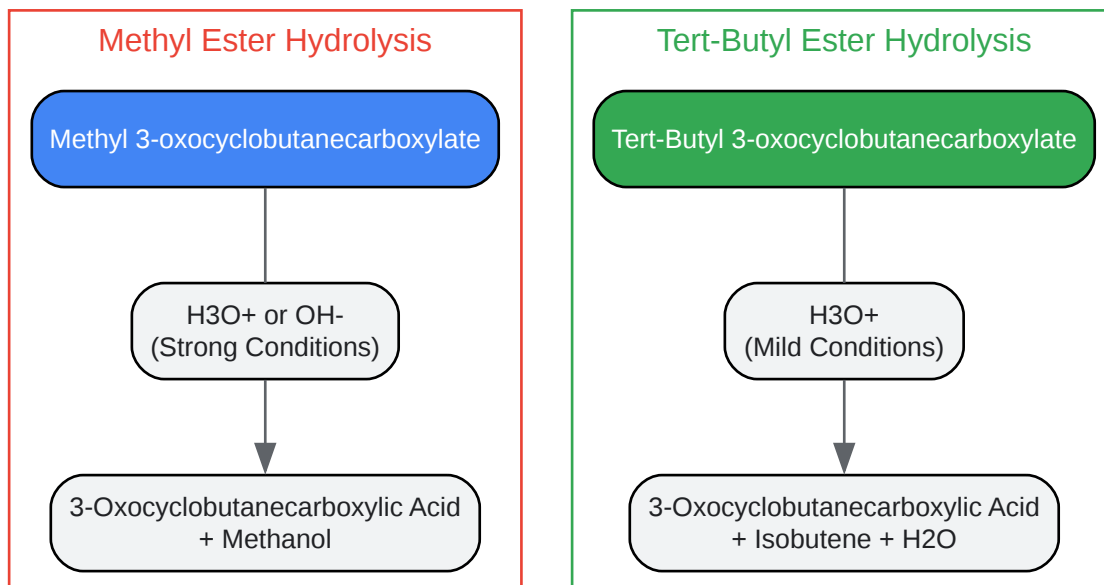 Methyl Ester Hydrolysis
Methyl 3-oxocyclobutanecarboxylate
H3O+ or OH-
(Strong Conditions)
3-Oxocyclobutanecarboxylic Acid
+ Methanol
Tert-Butyl Ester Hydrolysis
Tert-Butyl 3-oxocyclobutanecarboxylate
H3O+
(Mild Conditions)
3-Oxocyclobutanecarboxylic Acid
+ Isobutene + H2O